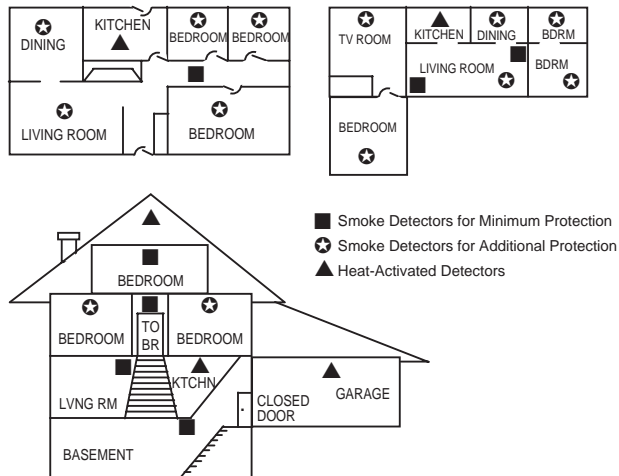 KITCHEN
DINING
BEDROOM
BEDROOM
LIVING ROOM
BEDROOM
TV ROOM
KITCHEN
DINING
BDRM
LIVING ROOM
BDRM
BEDROOM
Smoke Detectors for Minimum Protection
Smoke Detectors for Additional Protection
Heat-Activated Detectors
BEDROOM
BEDROOM
TO
BR
BEDROOM
LVNG RM
KTCHN
CLOSED
DOOR
GARAGE
BASEMENT